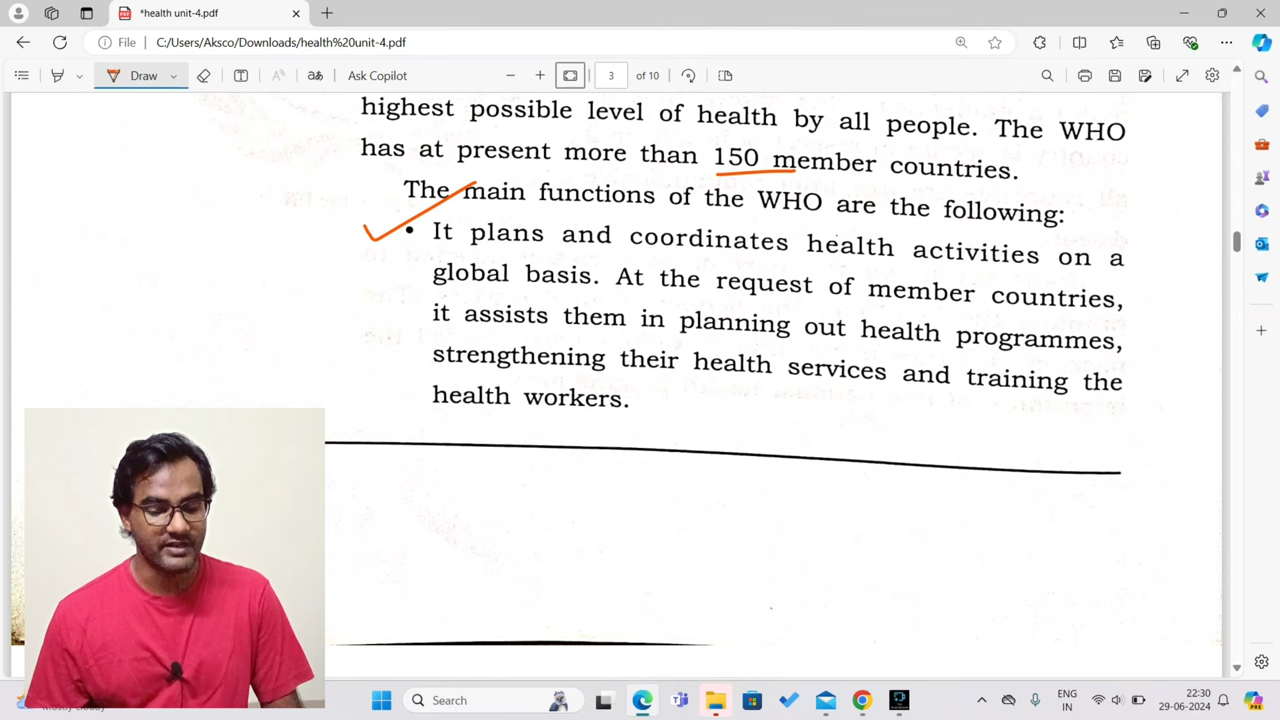 *health unit-4.pdf
File C:/Users/Aksco/Downloads/health%20unit-4.pdf
Draw Ask Copilot 3 of 10
highest possible level of health by all people. The WHO
has at present more than 150 member countries.
The main functions of the WHO are the following:
• It plans and coordinates health activities on a
global basis. At the request of member countries,
it assists them in planning out health programmes,
strengthening their health services and training the
health workers.
Search
ENG
IN
22:30
29-06-2024